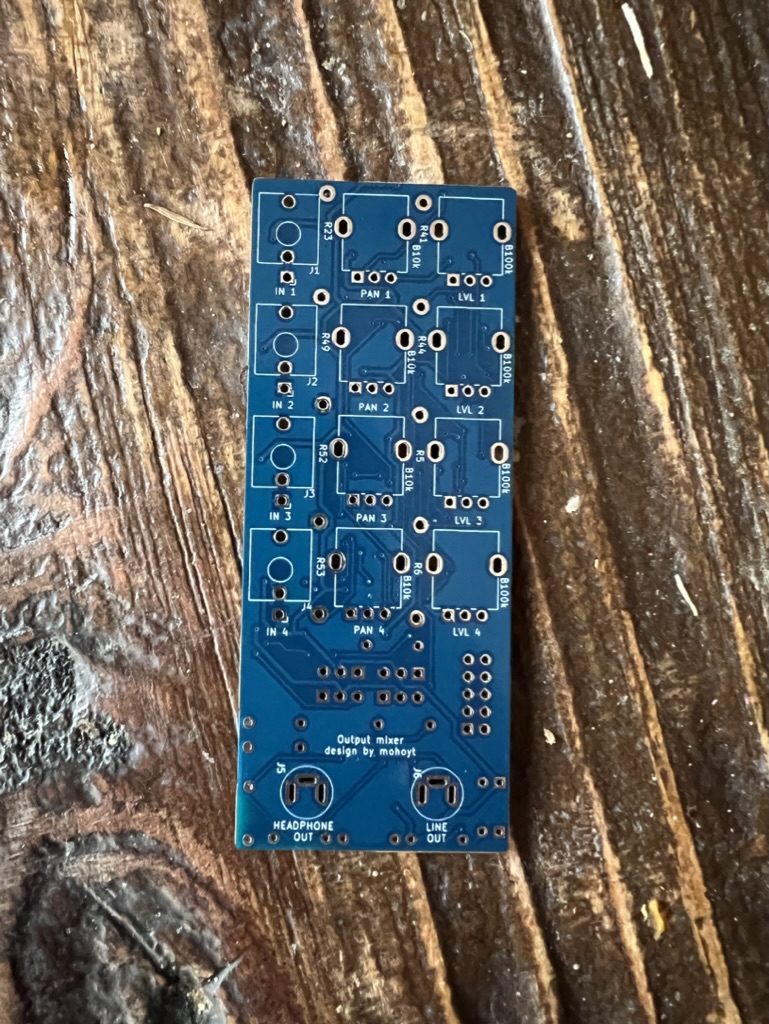 R23
R41
B10k
B100k
J1
IN 1
PAN 1
LVL 1
R49
R44
B10k
B100k
J2
IN 2
PAN 2
LVL 2
R52
R5
B10k
B100k
J3
IN 3
PAN 3
LVL 3
R53
R6
B10k
B100k
J4
IN 4
PAN 4
LVL 4
Output mixer
design by mohoyt
J5
J6
HEADPHONE
OUT
LINE
OUT